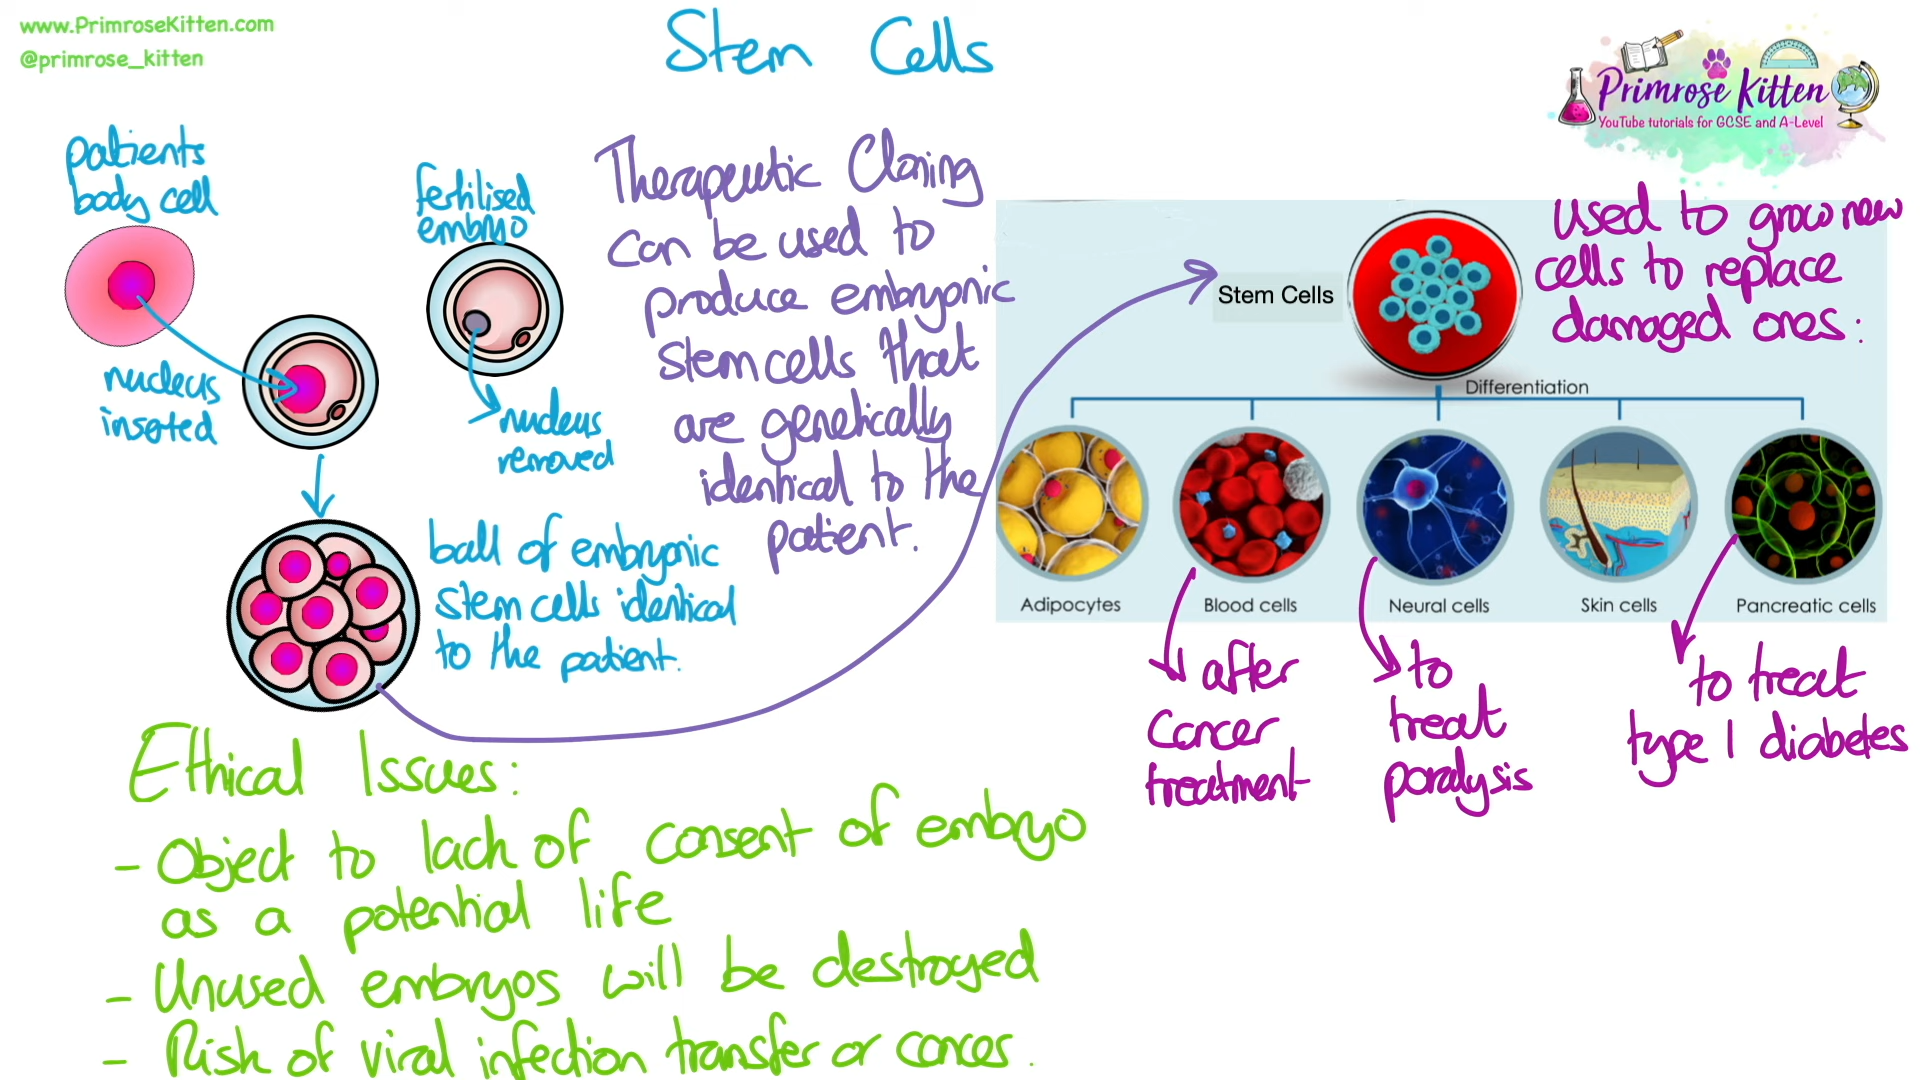 www.PrimroseKitten.com
@primrose_kitten
Stem Cells
Primrose Kitten
YouTube tutorials for GCSE and A-Level
patients
body cell
fertilised
embryo
nucleus
inserted
nucleus
removed
ball of embryonic
stem cells identical
to the patient.
Therapeutic Cloning
can be used to
produce embryonic
stem cells that
are genetically
identical to the
patient.
Stem Cells
used to grow new
cells to replace
damaged ones:
Differentiation
Adipocytes
Blood cells
Neural cells
Skin cells
Pancreatic cells
after
cancer
treatment
to
treat
paralysis
to treat
type 1 diabetes
Ethical Issues:
- Object to lack of consent of embryo
as a potential life
- Unused embryos will be destroyed
- Risk of viral infection transfer or cancer.